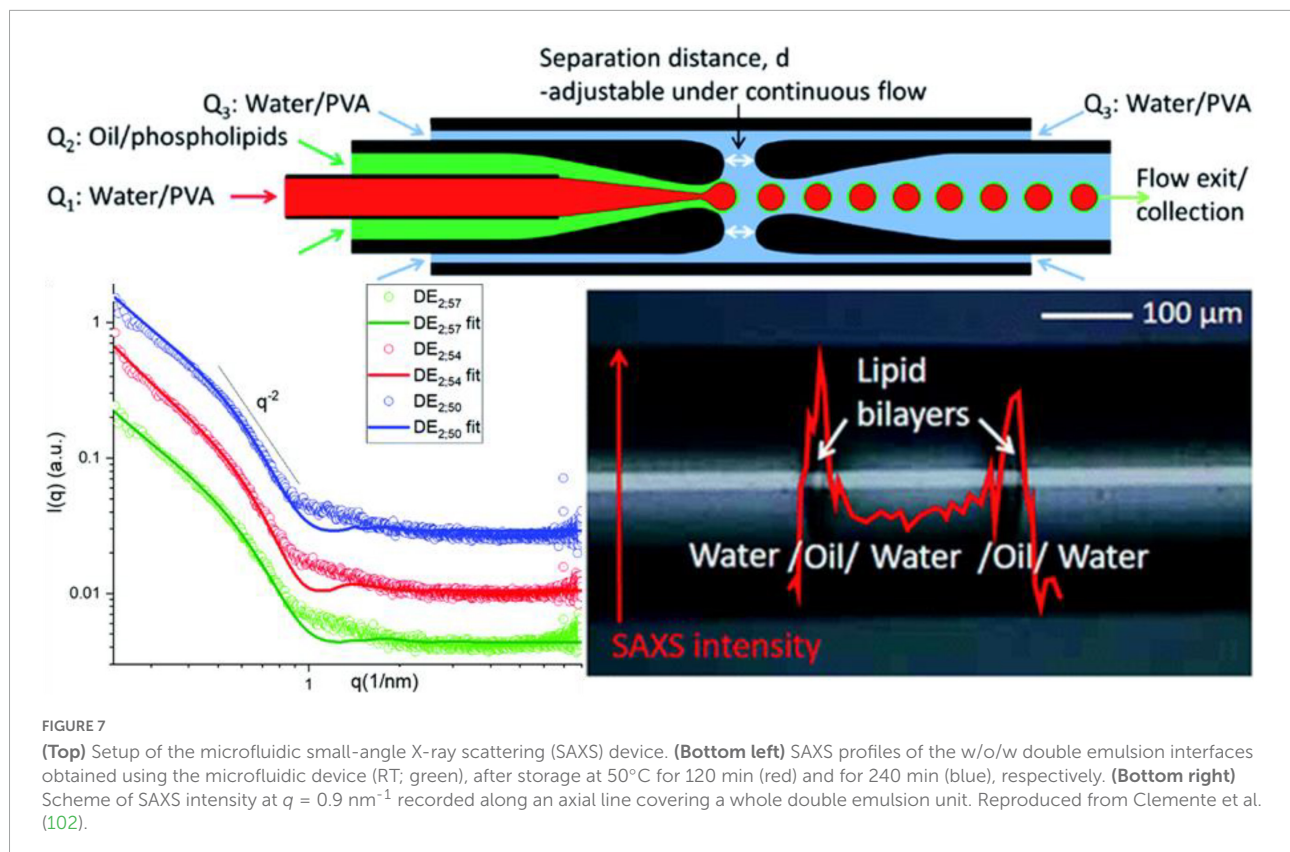 Separation distance, d
-adjustable under continuous flow
Q₃: Water/PVA
Q₃: Water/PVA
Q₂: Oil/phospholipids
Q₁: Water/PVA
Flow exit/
collection
DE₂;₅₇
DE₂;₅₇ fit
DE₂;₅₄
DE₂;₅₄ fit
DE₂;₅₀
DE₂;₅₀ fit
q⁻²
1
0.1
0.01
I(q) (a.u.)
1
q(1/nm)
100 µm
Lipid
bilayers
Water /Oil/ Water /Oil/ Water
SAXS intensity
FIGURE 7
(Top) Setup of the microfluidic small-angle X-ray scattering (SAXS) device. (Bottom left) SAXS profiles of the w/o/w double emulsion interfaces
obtained using the microfluidic device (RT; green), after storage at 50°C for 120 min (red) and for 240 min (blue), respectively. (Bottom right)
Scheme of SAXS intensity at q = 0.9 nm⁻¹ recorded along an axial line covering a whole double emulsion unit. Reproduced from Clemente et al.
(102).